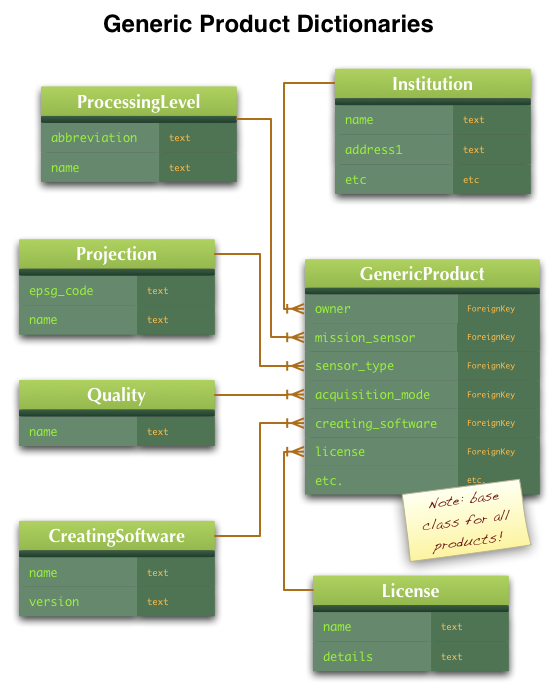 Generic Product Dictionaries
ProcessingLevel
abbreviation text
name text
Institution
name text
address1 text
etc etc
Projection
epsg_code text
name text
GenericProduct
owner ForeignKey
mission_sensor ForeignKey
sensor_type ForeignKey
acquisition_mode ForeignKey
creating_software ForeignKey
license ForeignKey
etc. etc.
Quality
name text
Note: base
class for all
products!
CreatingSoftware
name text
version text
License
name text
details text